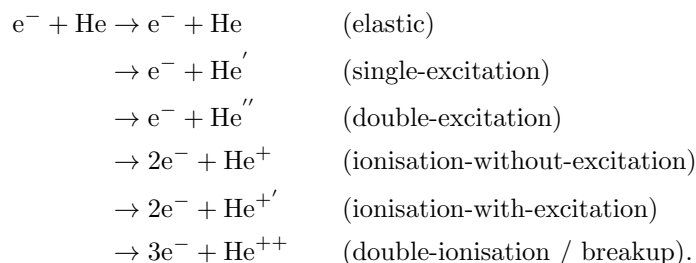 e⁻ + He → e⁻ + He (elastic)
→ e⁻ + He′ (single-excitation)
→ e⁻ + He′′ (double-excitation)
→ 2e⁻ + He⁺ (ionisation-without-excitation)
→ 2e⁻ + He⁺′ (ionisation-with-excitation)
→ 3e⁻ + He⁺⁺ (double-ionisation / breakup).